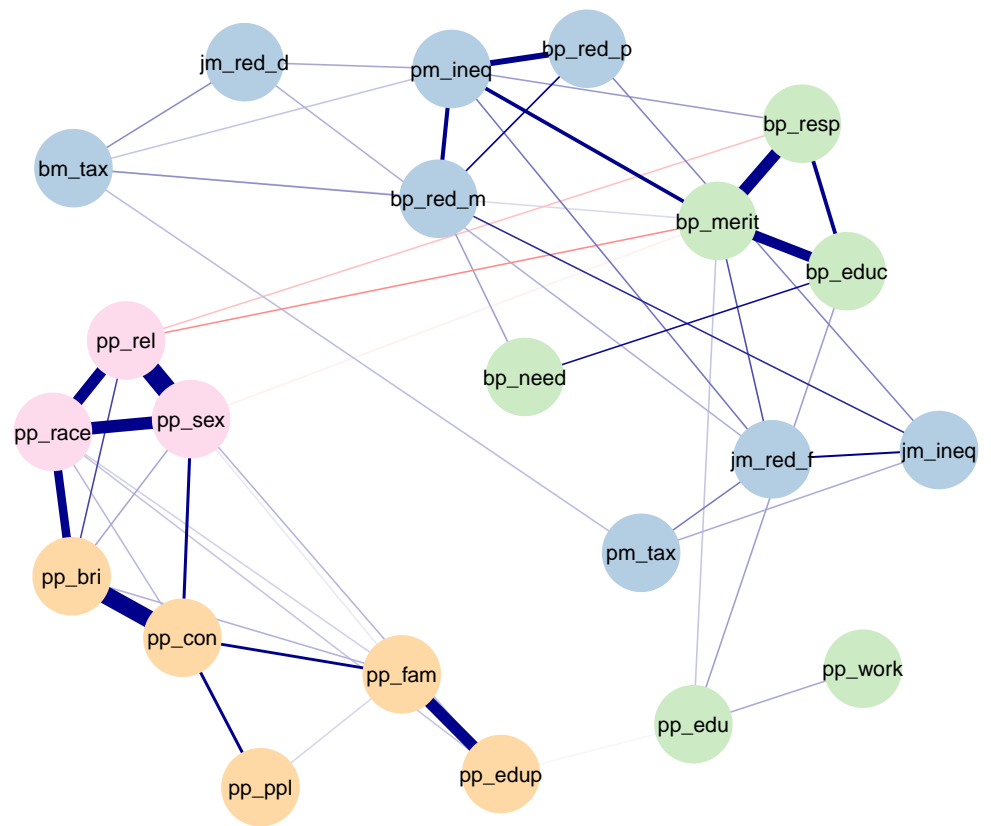 bp_red_p
jm_red_d
pm_ineq
bp_resp
bm_tax
bp_red_m
bp_merit
bp_educ
pp_rel
bp_need
pp_sex
pp_race
jm_ineq
jm_red_f
pm_tax
pp_bri
pp_con
pp_work
pp_fam
pp_edu
pp_edup
pp_ppl